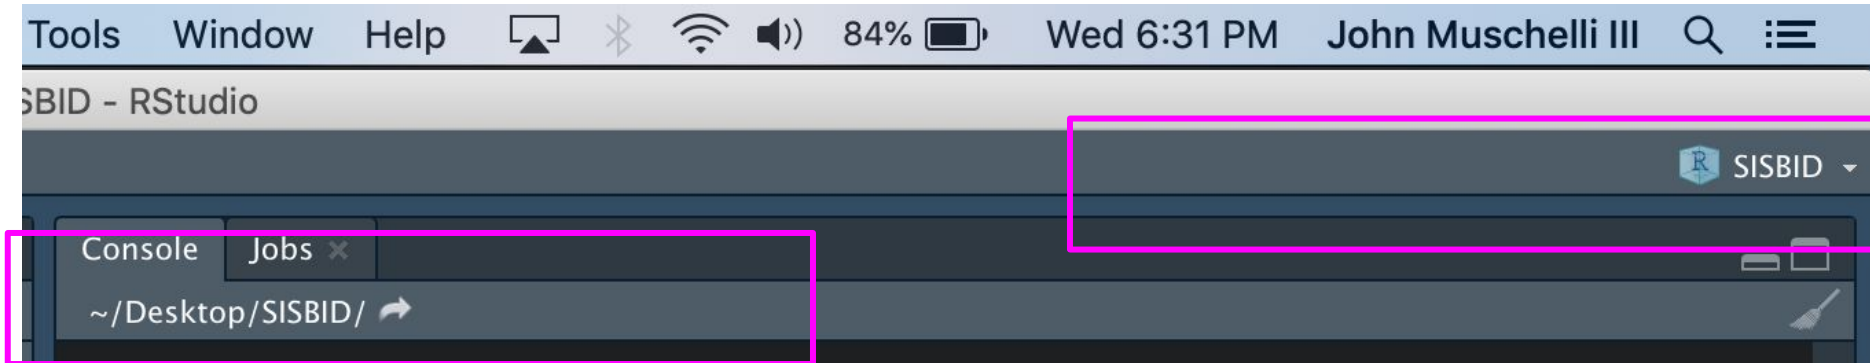 Tools Window Help 84% Wed 6:31 PM John Muschelli III
SBID - RStudio
R SISBID
Console Jobs ×
~/Desktop/SISBID/